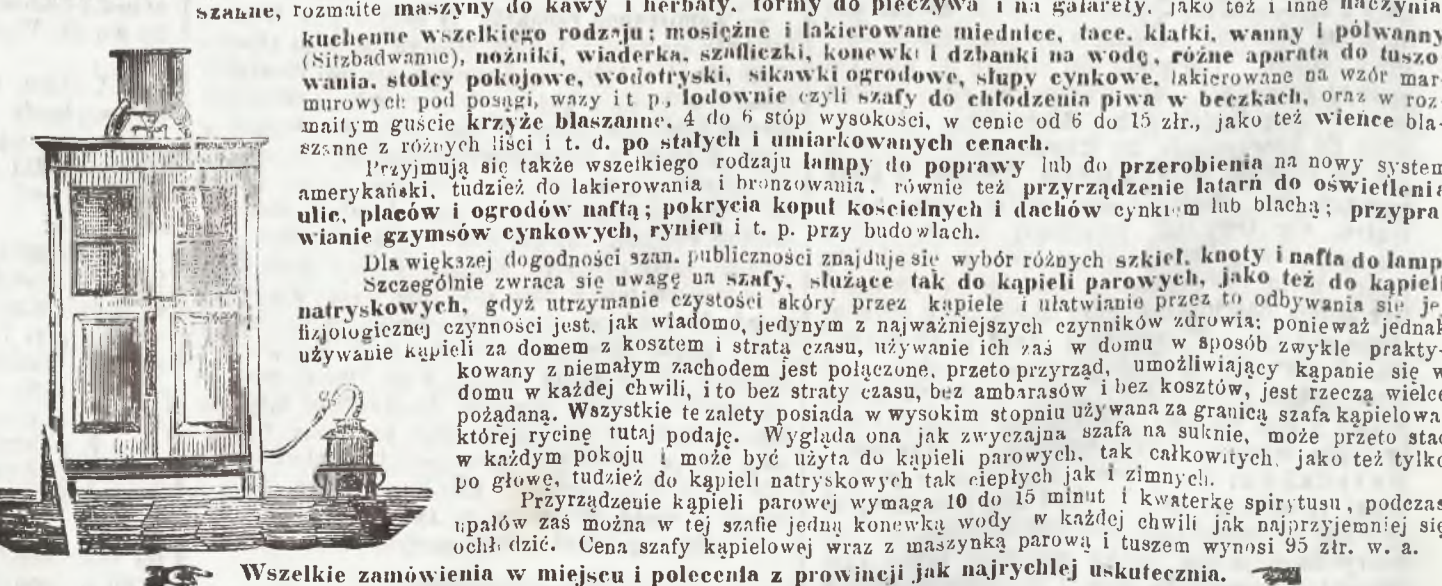 szanne, rozmaite maszyny do kawy i herbaty, formy do pieczywa i na galarety, jako też i inne naczynia
kuchenne wszelkiego rodzaju; mosiężne i lakierowane miednice, tace, klatki, wanny i półwanny
(Sitzbadwanne), nożniki, wiaderka, szafliczki, konewki i dzbanki na wodę, różne aparata do tuszo-
wania, stolcy pokojowe, wodotryski, sikawki ogrodowe, słupy cynkowe, lakierowane na wzór mar-
murowych pod posągi, wazy i t p., lodownie czyli szafy do chłodzenia piwa w beczkach, oraz w roz-
maitym guście krzyże blaszanne, 4 do 6 stóp wysokości, w cenie od 6 do 15 złr., jako też wieńce bla-
szanne z różnych liści i t. d. po stałych i umiarkowanych cenach.
Przyjmują się także wszelkiego rodzaju lampy do poprawy lub do przerobienia na nowy system
amerykański, tudzież do lakierowania i bronzowania, równie też przyrządzenie latarń do oświetlenia
ulic, placów i ogrodów naftą; pokrycia kopuł kościelnych i dachów cynkiem lub blachą; przypra-
wianie gzymsów cynkowych, rynien i t. p. przy budowlach.
Dla większej dogodności szan. publiczności znajduje się wybór różnych szkieł, knoty i nafta do lamp
Szczególnie zwraca się uwagę na szafy, służące tak do kąpieli parowych, jako też do kąpieli
natryskowych, gdyż utrzymanie czystości skóry przez kąpiele i ułatwianie przez to odbywania się jej
fizjologicznej czynności jest, jak wiadomo, jedynym z najważniejszych czynników zdrowia; ponieważ jednak
używanie kąpieli za domem z kosztem i stratą czasu, używanie ich zaś w domu w sposób zwykle prakty-
kowany z niemałym zachodem jest połączone, przeto przyrząd, umożliwiający kąpanie się w
domu w każdej chwili, i to bez straty czasu, bez ambarasów i bez kosztów, jest rzeczą wielce
pożądaną. Wszystkie te zalety posiada w wysokim stopniu używana za granicą szafa kąpielowa,
której rycinę tutaj podaję. Wygląda ona jak zwyczajna szafa na suknie, może przeto stać
w każdym pokoju i może być użyta do kąpieli parowych, tak całkowitych, jako też tylko
po głowę, tudzież do kąpieli natryskowych tak ciepłych jak i zimnych.
Przyrządzenie kąpieli parowej wymaga 10 do 15 minut i kwaterkę spirytusu, podczas
upałów zaś można w tej szafie jedną konewką wody w każdej chwili jak najprzyjemniej się
ochłodzić. Cena szafy kąpielowej wraz z maszynką parową i tuszem wynosi 95 złr. w. a.
Wszelkie zamówienia w miejscu i polecenia z prowincji jak najrychlej uskutecznia.